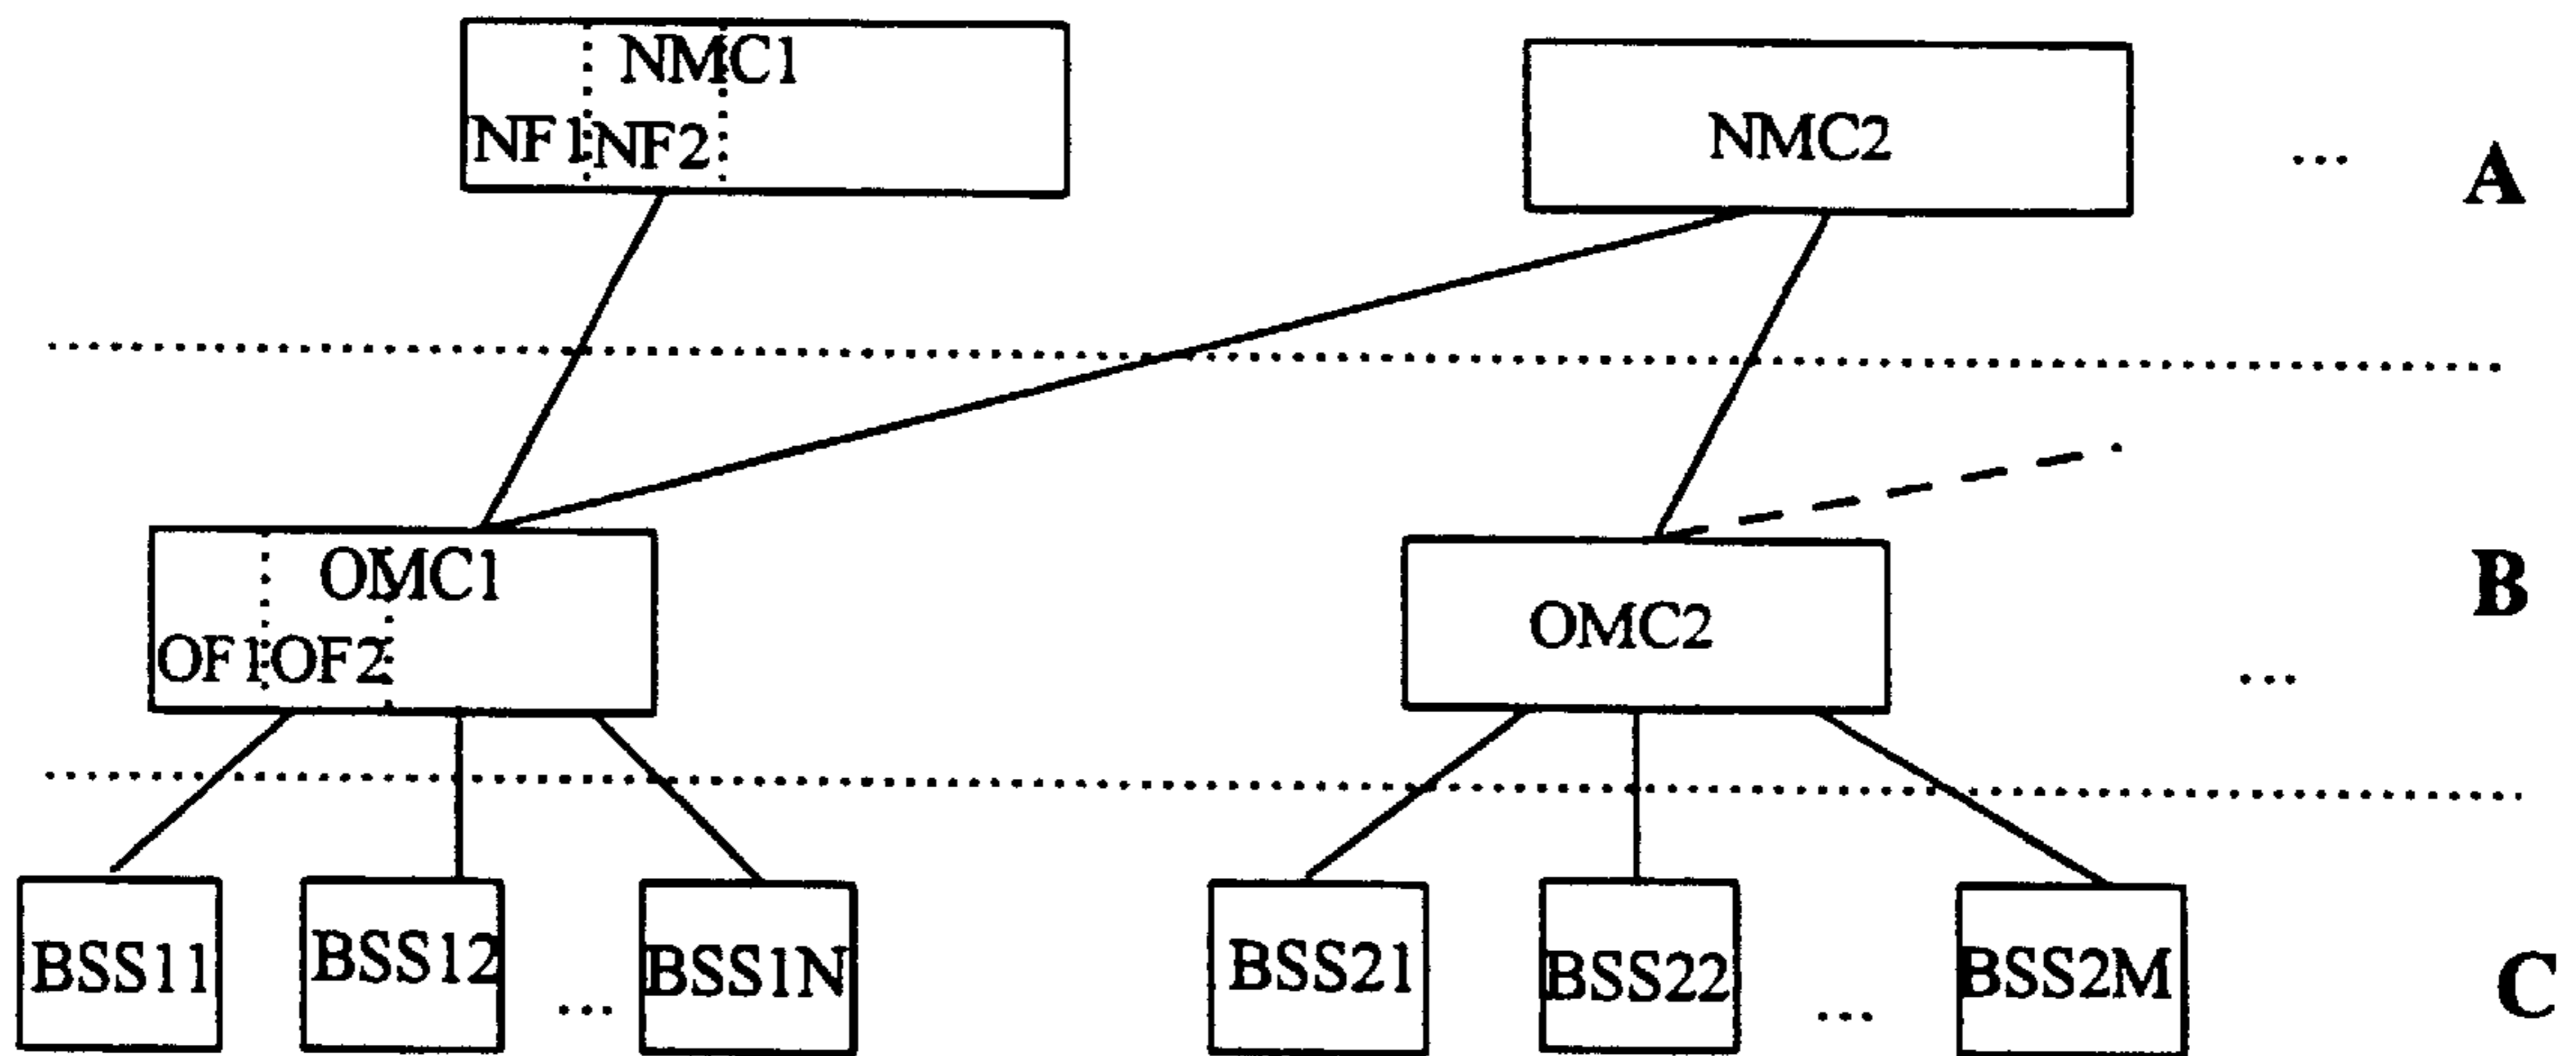 NMC1
NF1 NF2
NMC2
...
A
OMC1
OF1 OF2
OMC2
...
B
BSS11
BSS12
...
BSS1N
BSS21
BSS22
...
BSS2M
C